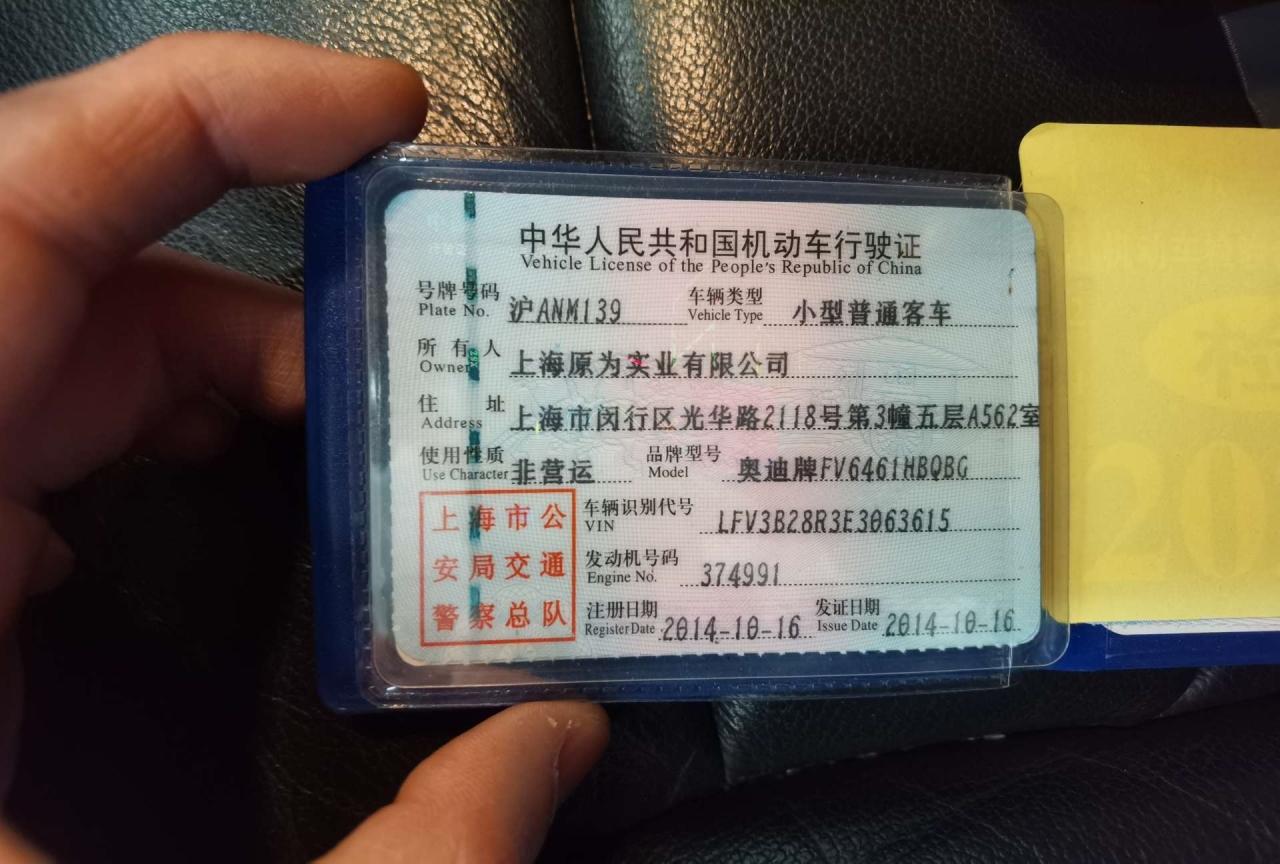 中华人民共和国机动车行驶证
Vehicle License of the People's Republic of China
号牌号码 沪ANM139 车辆类型 小型普通客车
Plate No. Vehicle Type
所有人 上海原为实业有限公司
Owner
住址 上海市闵行区光华路2118号第3幢五层A562室
Address
使用性质 非营运 品牌型号 奥迪牌FV6461HBQBG
Use Character Model
上海市公
安局交通
警察总队
车辆识别代号 LFV3B28R3E3063615
VIN
发动机号码 374991
Engine No.
注册日期 2014-10-16 发证日期 2014-10-16
Register Date Issue Date